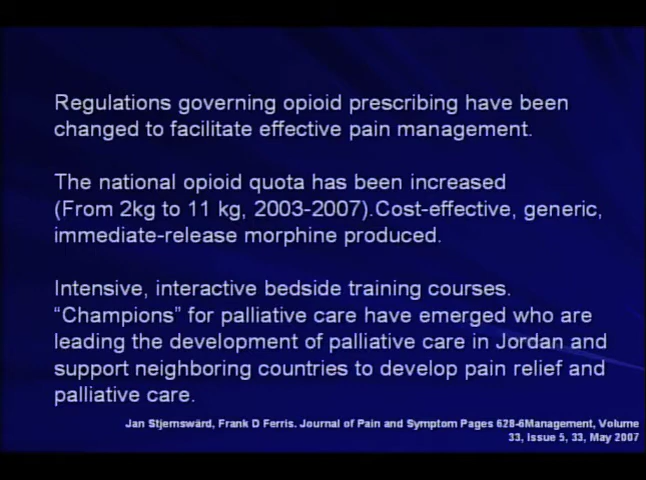 Regulations governing opioid prescribing have been
changed to facilitate effective pain management.
The national opioid quota has been increased
(From 2kg to 11 kg, 2003-2007).Cost-effective, generic,
immediate-release morphine produced.
Intensive, interactive bedside training courses.
“Champions” for palliative care have emerged who are
leading the development of palliative care in Jordan and
support neighboring countries to develop pain relief and
palliative care.
Jan Stjernswärd, Frank D Ferris. Journal of Pain and Symptom Pages 628-6Management, Volume
33, Issue 5, 33, May 2007